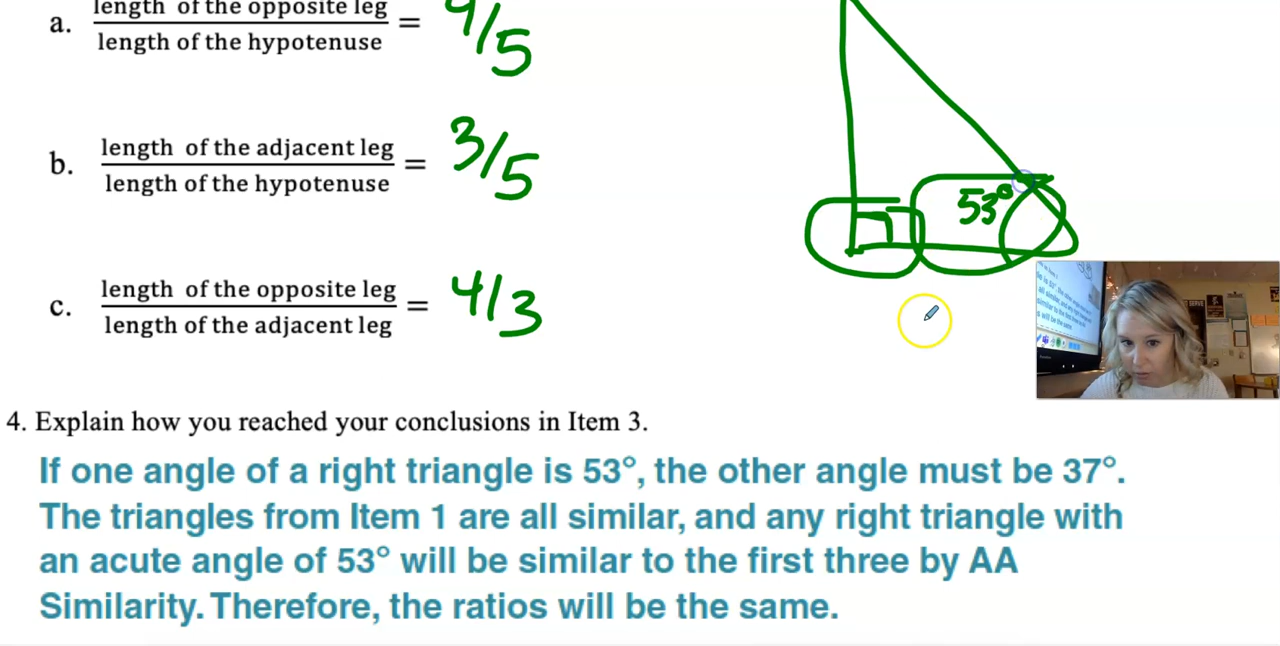 a. length of the opposite leg / length of the hypotenuse = 4/5
b. length of the adjacent leg / length of the hypotenuse = 3/5
c. length of the opposite leg / length of the adjacent leg = 4/3
53°
4. Explain how you reached your conclusions in Item 3.
If one angle of a right triangle is 53°, the other angle must be 37°.
The triangles from Item 1 are all similar, and any right triangle with
an acute angle of 53° will be similar to the first three by AA
Similarity. Therefore, the ratios will be the same.